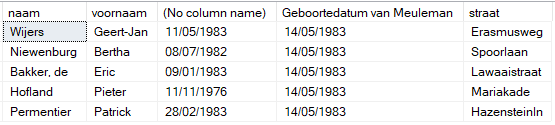 naam voornaam (No column name) Geboortedatum van Meuleman straat
Wijers Geert-Jan 11/05/1983 14/05/1983 Erasmusweg
Niewenburg Bertha 08/07/1982 14/05/1983 Spoorlaan
Bakker, de Eric 09/01/1983 14/05/1983 Lawaaistraat
Hofland Pieter 11/11/1976 14/05/1983 Mariakade
Permentier Patrick 28/02/1983 14/05/1983 Hazensteinln